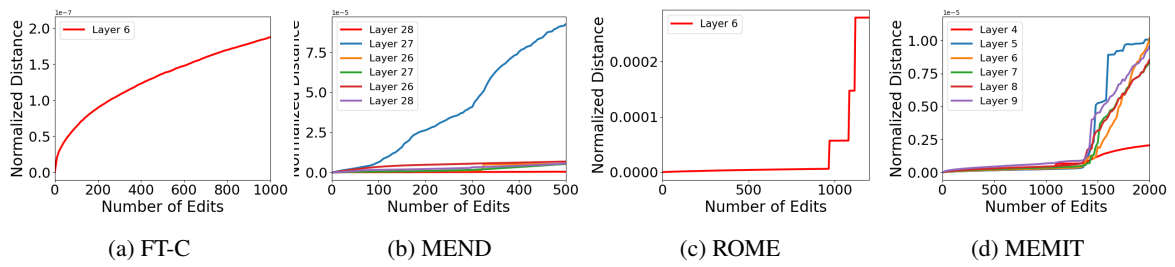 1e−7
Normalized Distance
2.0
1.5
1.0
0.5
0.0
Layer 6
0 200 400 600 800 1000
Number of Edits
(a) FT-C
1e−5
Normalized Distance
7.5
5.0
2.5
0.0
Layer 28
Layer 27
Layer 26
Layer 27
Layer 26
Layer 28
0 100 200 300 400 500
Number of Edits
(b) MEND
Normalized Distance
0.0002
0.0001
0.0000
Layer 6
0 500 1000
Number of Edits
(c) ROME
1e−5
Normalized Distance
1.00
0.75
0.50
0.25
0.00
Layer 4
Layer 5
Layer 6
Layer 7
Layer 8
Layer 9
0 500 1000 1500 2000
Number of Edits
(d) MEMIT